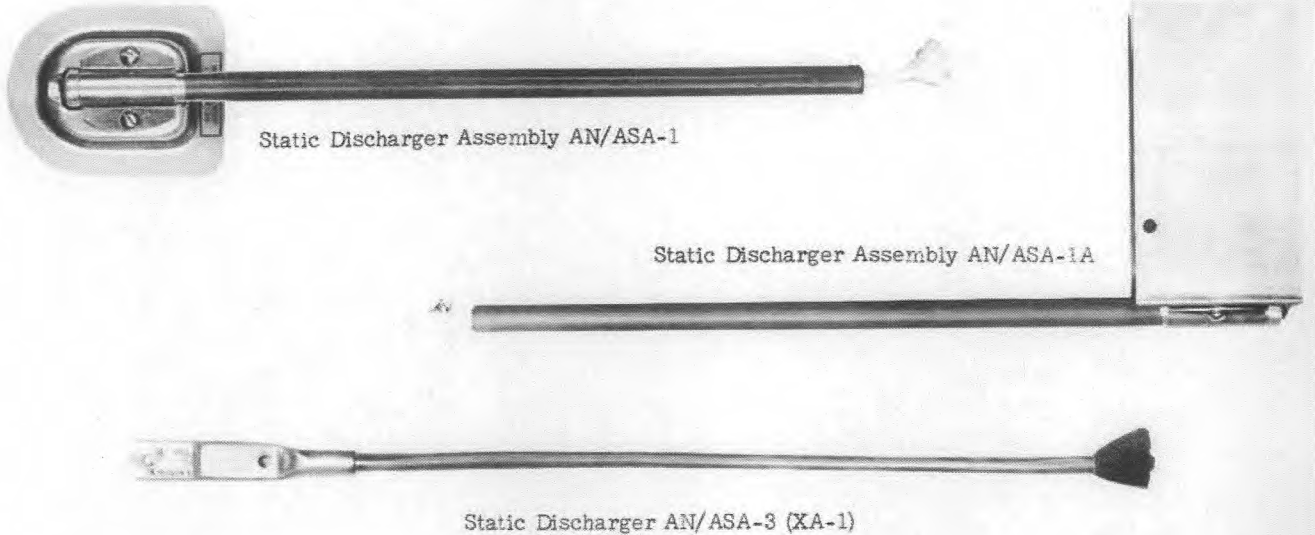 Static Discharger Assembly AN/ASA-1
Static Discharger Assembly AN/ASA-1A
Static Discharger AN/ASA-3 (XA-1)